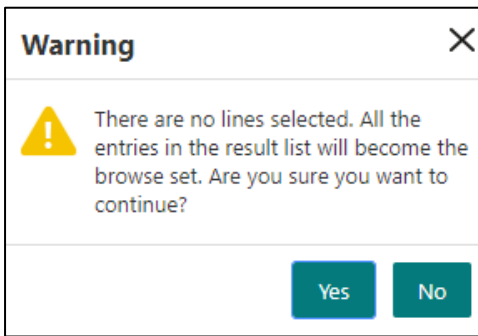 Warning
There are no lines selected. All the
entries in the result list will become the
browse set. Are you sure you want to
continue?
Yes No